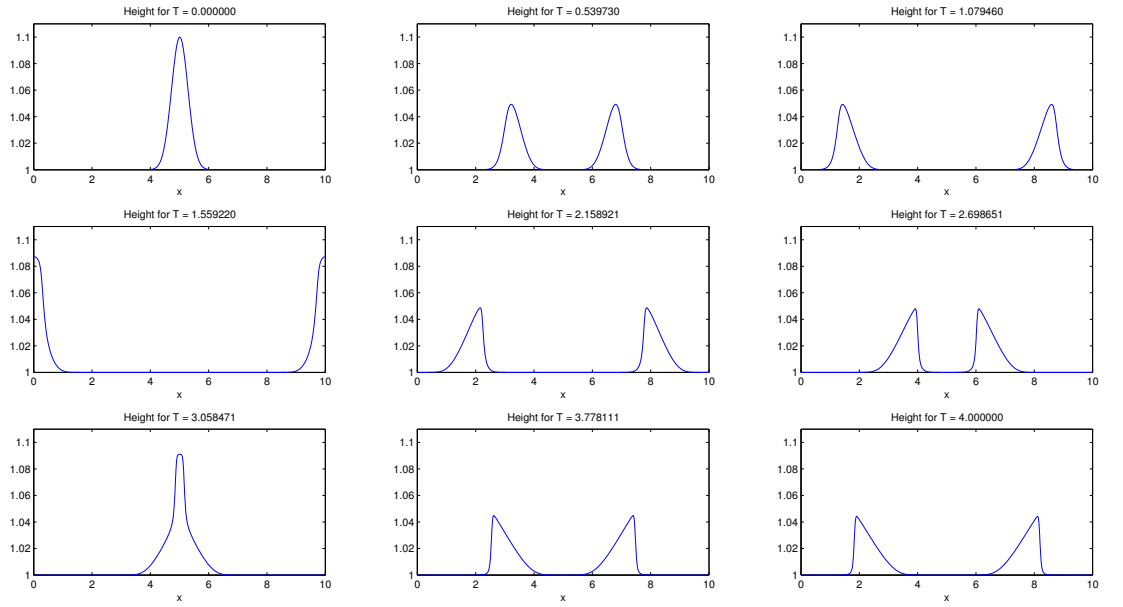 Height for T = 0.000000
1.1
1.08
1.06
1.04
1.02
1
0 2 4 6 8 10
x
Height for T = 0.539730
1.1
1.08
1.06
1.04
1.02
1
0 2 4 6 8 10
x
Height for T = 1.079460
1.1
1.08
1.06
1.04
1.02
1
0 2 4 6 8 10
x
Height for T = 1.559220
1.1
1.08
1.06
1.04
1.02
1
0 2 4 6 8 10
x
Height for T = 2.158921
1.1
1.08
1.06
1.04
1.02
1
0 2 4 6 8 10
x
Height for T = 2.698651
1.1
1.08
1.06
1.04
1.02
1
0 2 4 6 8 10
x
Height for T = 3.058471
1.1
1.08
1.06
1.04
1.02
1
0 2 4 6 8 10
x
Height for T = 3.778111
1.1
1.08
1.06
1.04
1.02
1
0 2 4 6 8 10
x
Height for T = 4.000000
1.1
1.08
1.06
1.04
1.02
1
0 2 4 6 8 10
x